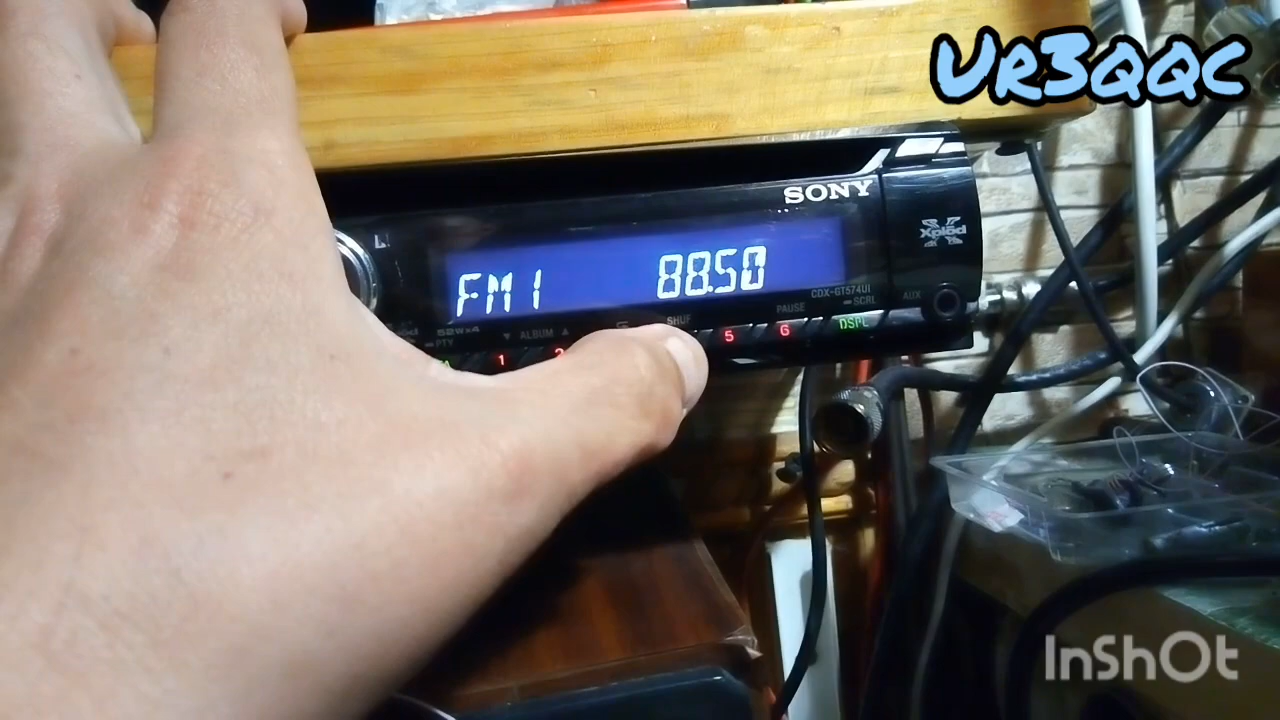 Ur3qqc
SONY
Xplod
FM1 88.50
CDX-GT574UI
52Wx4
PTY
▼ ALBUM ▲
SHUF
PAUSE
SCRL
AUX
1
2
5
6
DSPL
InShOt